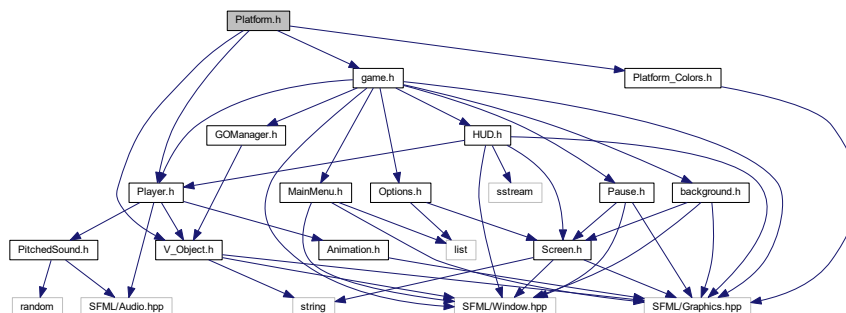 Platform.h
game.h
Platform_Colors.h
GOManager.h
HUD.h
Player.h
MainMenu.h
Options.h
sstream
Pause.h
background.h
PitchedSound.h
V_Object.h
Animation.h
list
Screen.h
random
SFML/Audio.hpp
string
SFML/Window.hpp
SFML/Graphics.hpp